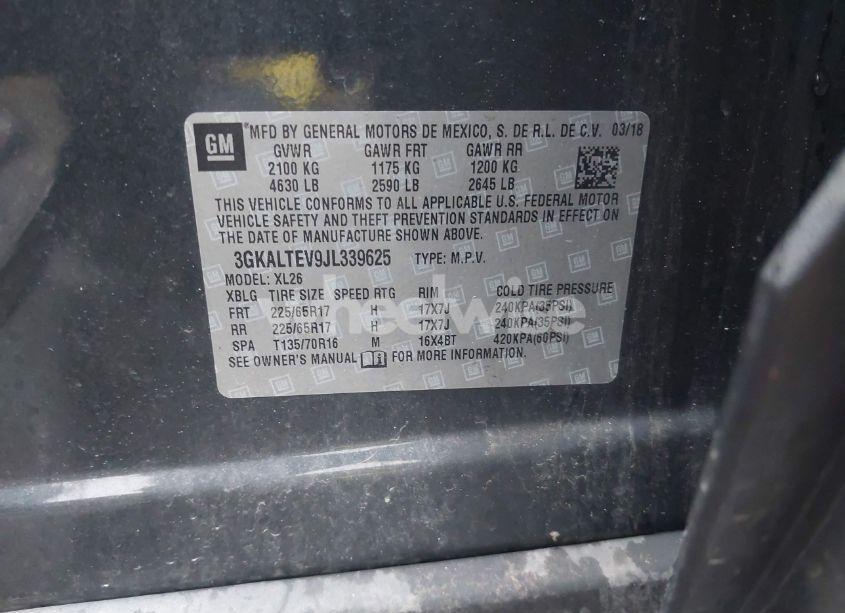 GM *MFD BY GENERAL MOTORS DE MEXICO, S. DE R.L. DE C.V. 03/18
GVWR GAWR FRT GAWR RR
2100 KG 1175 KG 1200 KG
4630 LB 2590 LB 2645 LB
THIS VEHICLE CONFORMS TO ALL APPLICABLE U.S. FEDERAL MOTOR
VEHICLE SAFETY AND THEFT PREVENTION STANDARDS IN EFFECT ON
THE DATE OF MANUFACTURE SHOWN ABOVE.
3GKALTEV9JL339625 TYPE: M.P.V.
MODEL: XL26
XBLG TIRE SIZE SPEED RTG RIM COLD TIRE PRESSURE
FRT 225/65R17 H 17X7J 240KPA(35PSI)
RR 225/65R17 H 17X7J 240KPA(35PSI)
SPA T135/70R16 M 16X4BT 420KPA(60PSI)
SEE OWNER'S MANUAL FOR MORE INFORMATION.
wheelwire